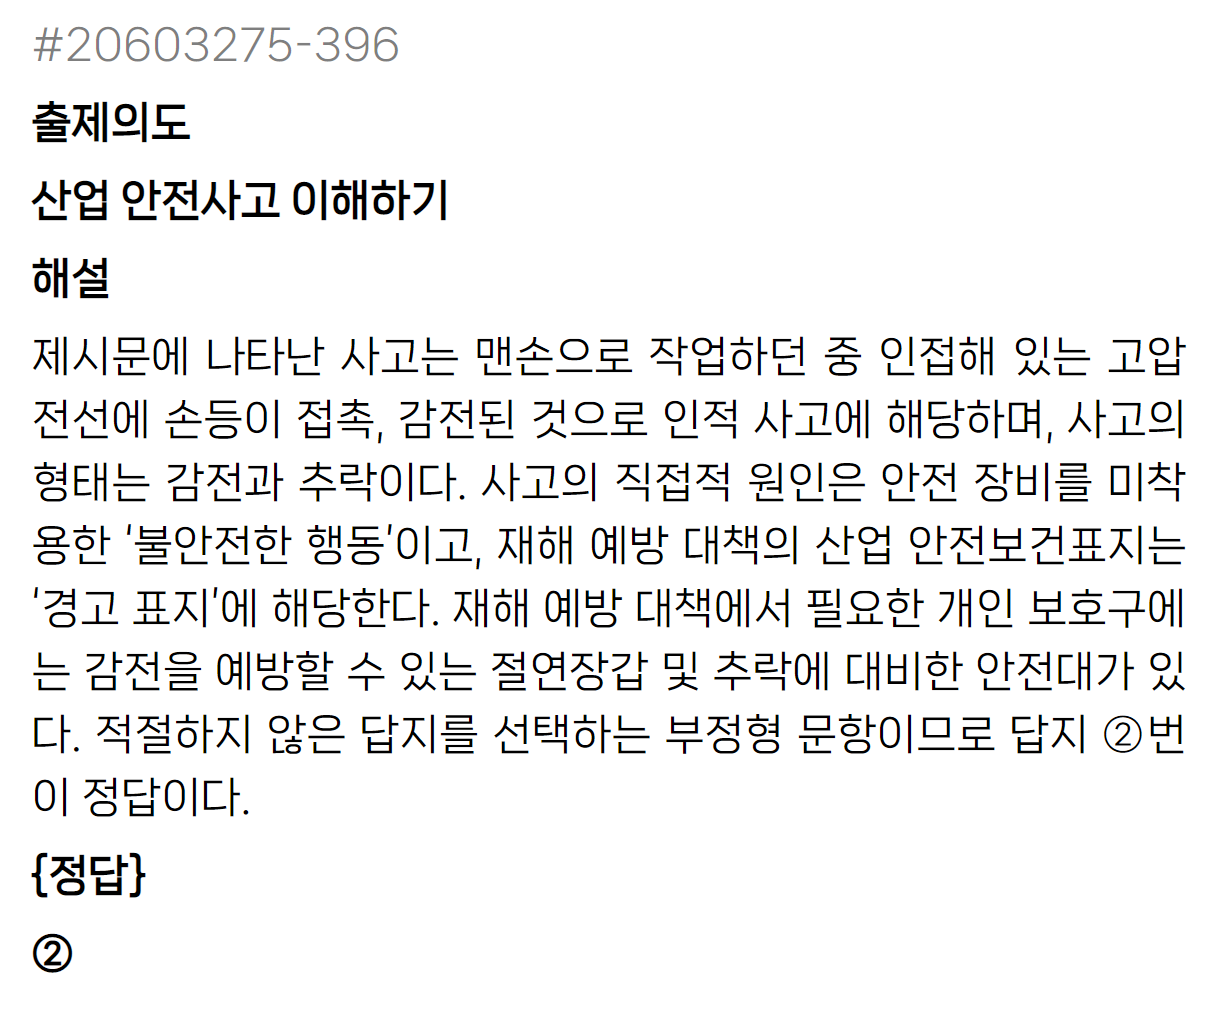 #20603275-396
출제의도
산업 안전사고 이해하기
해설
제시문에 나타난 사고는 맨손으로 작업하던 중 인접해 있는 고압
전선에 손등이 접촉, 감전된 것으로 인적 사고에 해당하며, 사고의
형태는 감전과 추락이다. 사고의 직접적 원인은 안전 장비를 미착
용한 '불안전한 행동'이고, 재해 예방 대책의 산업 안전보건표지는
'경고 표지'에 해당한다. 재해 예방 대책에서 필요한 개인 보호구에
는 감전을 예방할 수 있는 절연장갑 및 추락에 대비한 안전대가 있
다. 적절하지 않은 답지를 선택하는 부정형 문항이므로 답지 ②번
이 정답이다.
{정답}
②